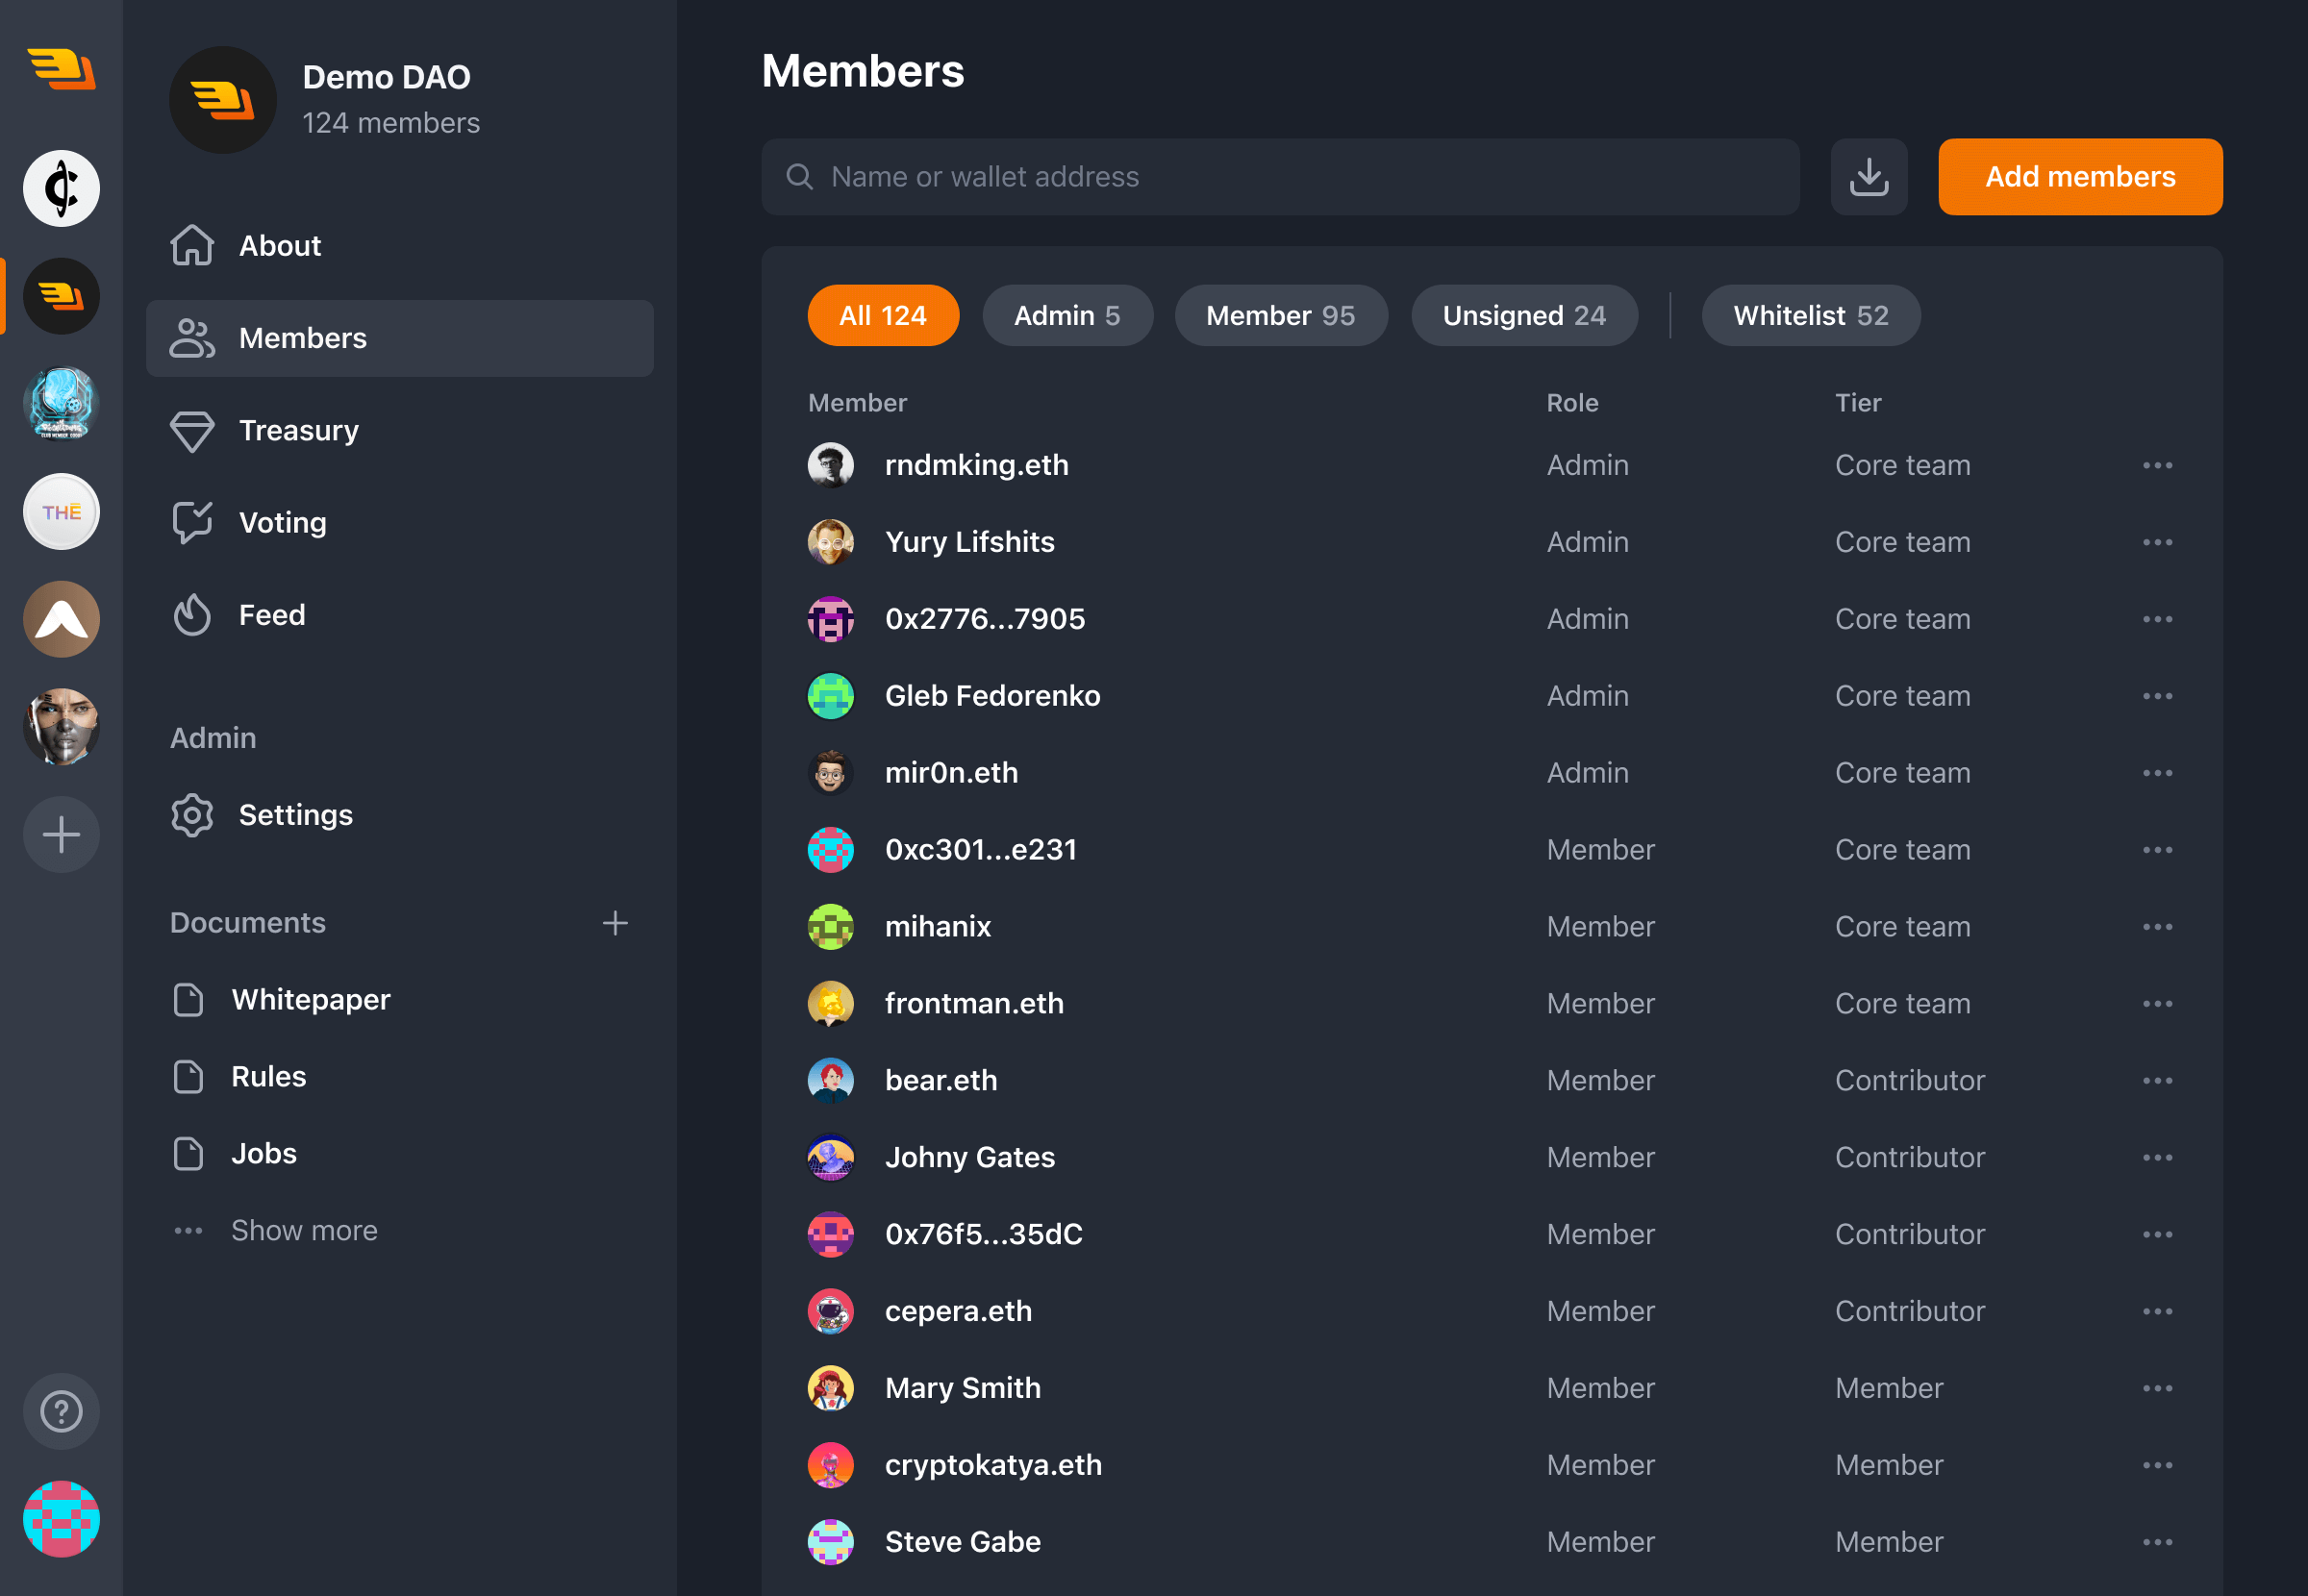 Demo DAO
124 members
About
Members
Treasury
Voting
Feed
Admin
Settings
Documents
Whitepaper
Rules
Jobs
Show more
THE
Members
Name or wallet address
Add members
All 124
Admin 5
Member 95
Unsigned 24
Whitelist 52
Member Role Tier
rndmking.eth Admin Core team
Yury Lifshits Admin Core team
0x2776...7905 Admin Core team
Gleb Fedorenko Admin Core team
mir0n.eth Admin Core team
0xc301...e231 Member Core team
mihanix Member Core team
frontman.eth Member Core team
bear.eth Member Contributor
Johny Gates Member Contributor
0x76f5...35dC Member Contributor
cepera.eth Member Contributor
Mary Smith Member Member
cryptokatya.eth Member Member
Steve Gabe Member Member